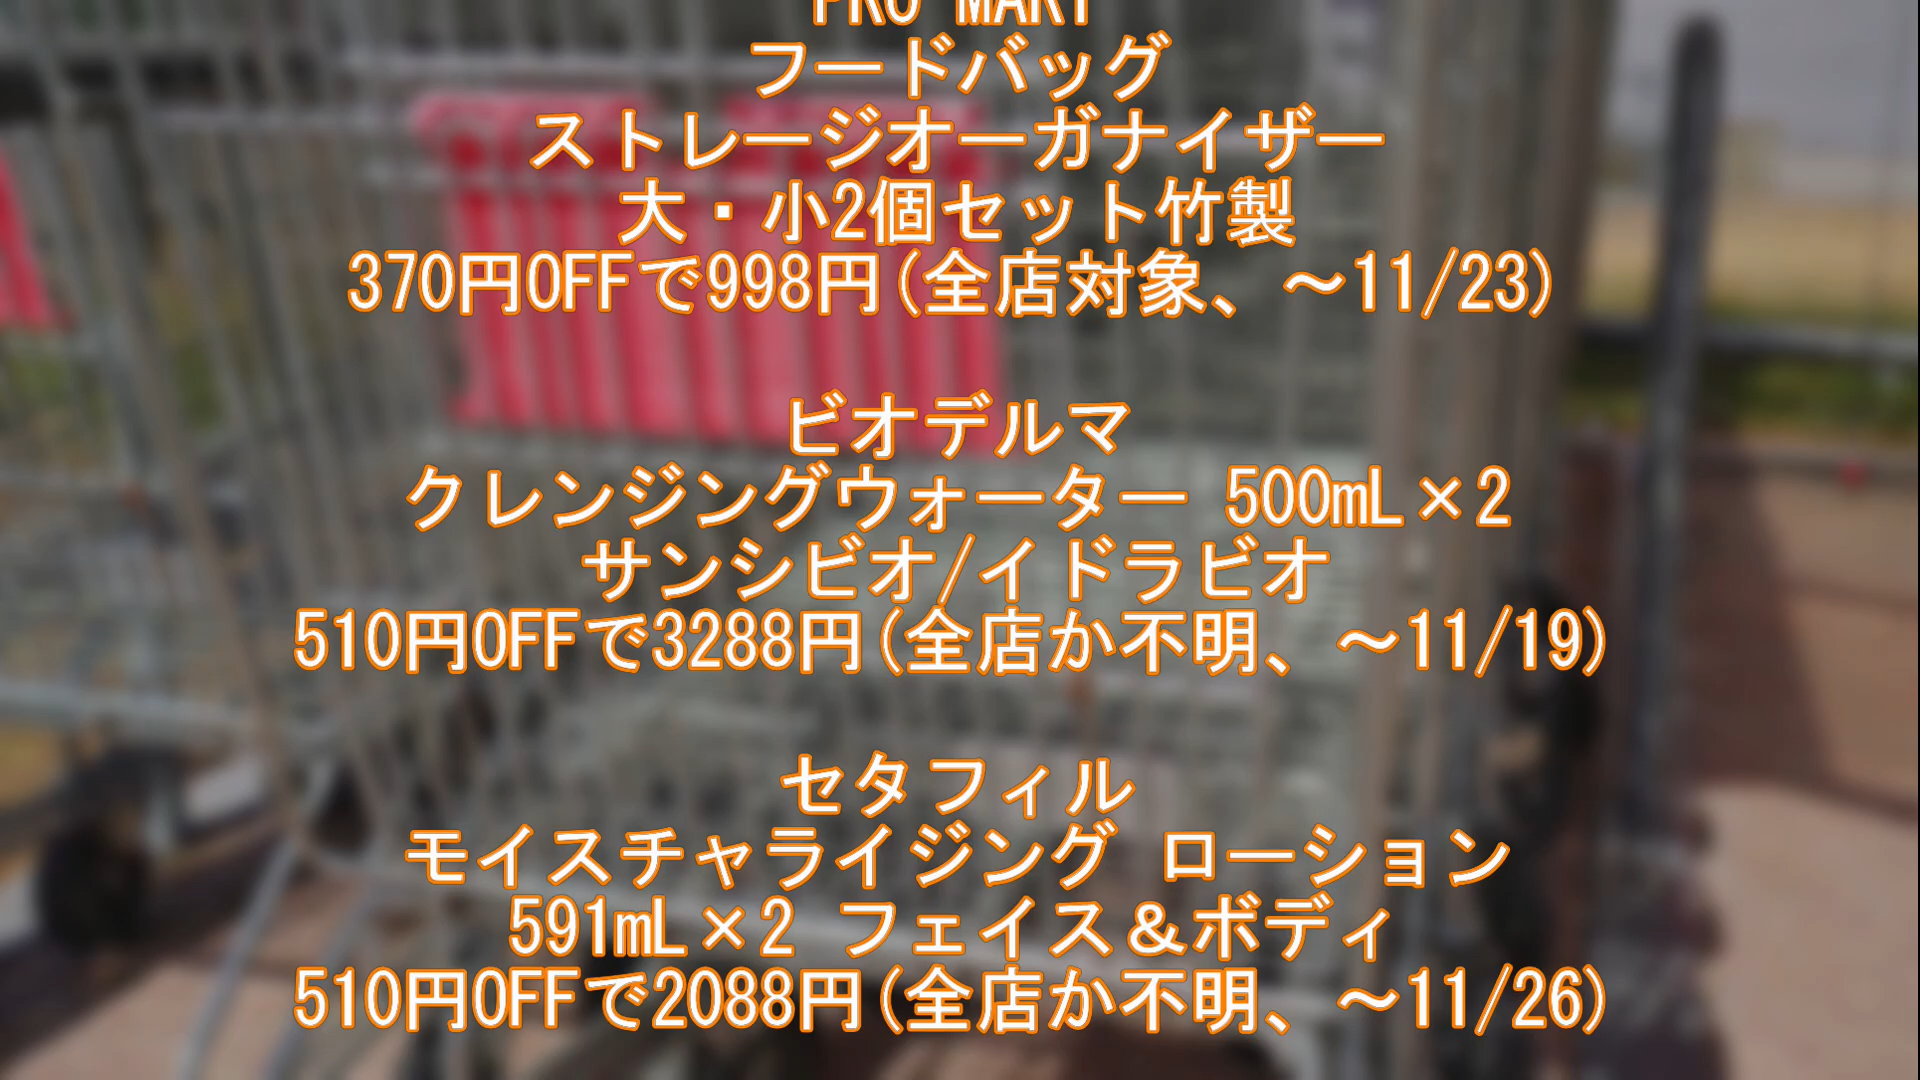 PRO MART
フードバッグ
ストレージオーガナイザー
大・小2個セット竹製
370円OFFで998円(全店対象、～11/23)
ビオデルマ
クレンジングウォーター 500mL×2
サンシビオ/イドラビオ
510円OFFで3288円(全店か不明、～11/19)
セタフィル
モイスチャライジング ローション
591mL×2 フェイス＆ボディ
510円OFFで2088円(全店か不明、～11/26)